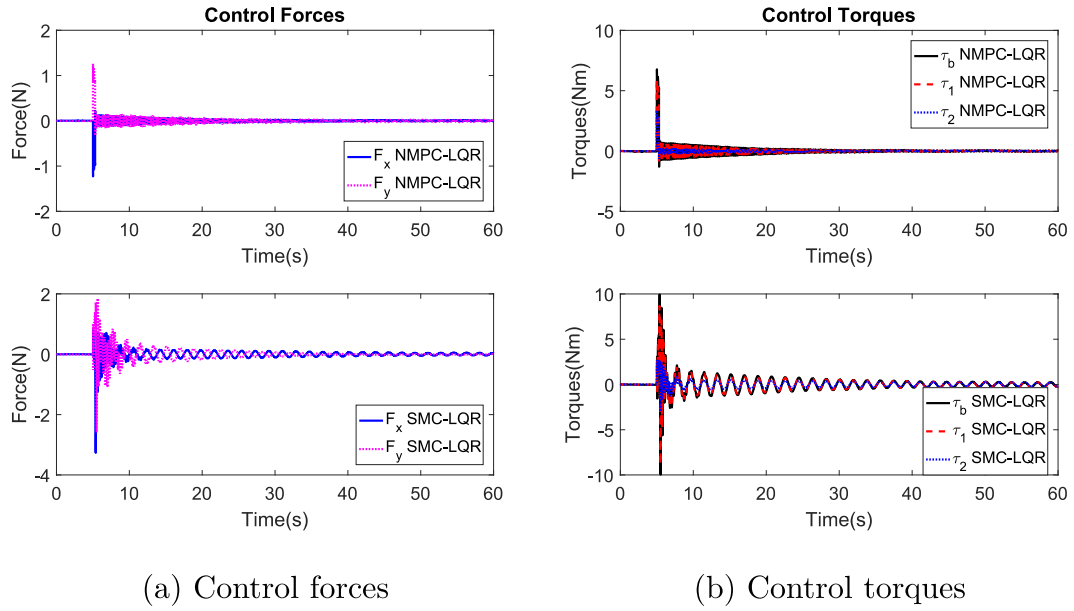 Control Forces
2
1
0
-1
-2
Force(N)
F_x NMPC-LQR
F_y NMPC-LQR
0 10 20 30 40 50 60
Time(s)
2
0
-2
-4
Force(N)
F_x SMC-LQR
F_y SMC-LQR
0 10 20 30 40 50 60
Time(s)
(a) Control forces
Control Torques
10
5
0
-5
Torques(Nm)
τ_b NMPC-LQR
τ_1 NMPC-LQR
τ_2 NMPC-LQR
0 10 20 30 40 50 60
Time(s)
10
5
0
-5
-10
Torques(Nm)
τ_b SMC-LQR
τ_1 SMC-LQR
τ_2 SMC-LQR
0 10 20 30 40 50 60
Time(s)
(b) Control torques